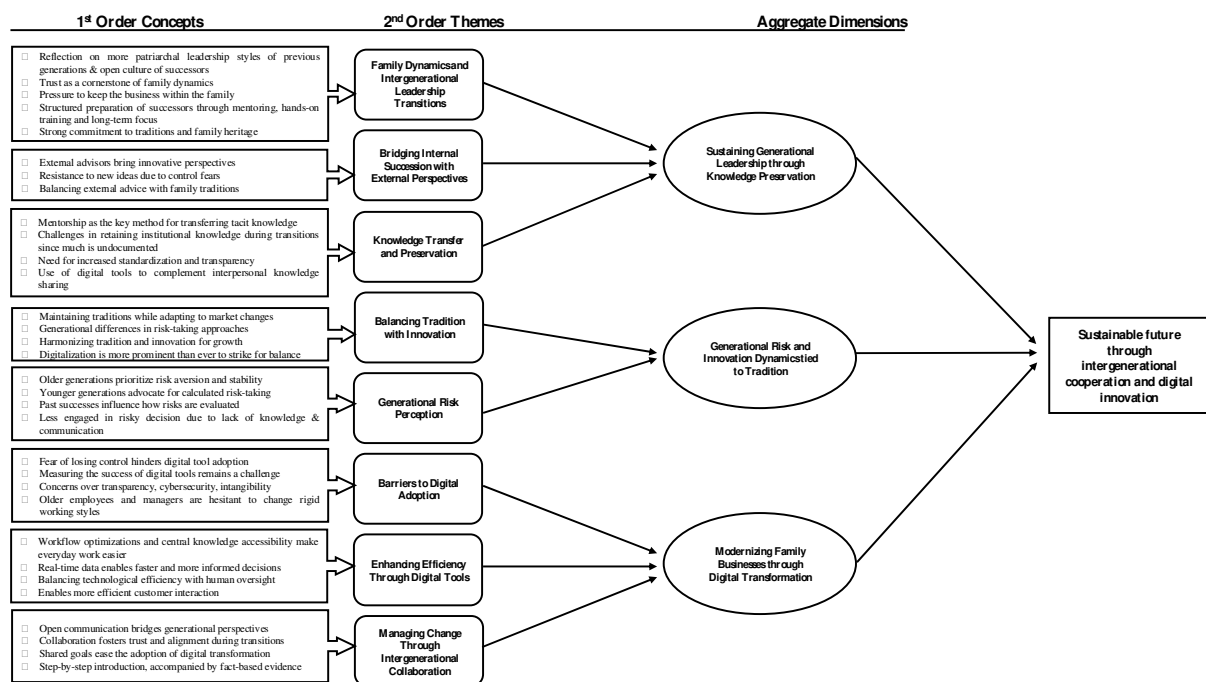 1st Order Concepts
2nd Order Themes
Aggregate Dimensions
Reflection on more patriarchal leadership styles of previous
generations & open culture of successors
Trust as a cornerstone of family dynamics
Pressure to keep the business within the family
Structured preparation of successors through mentoring, hands-on
training and long-term focus
Strong commitment to traditions and family heritage
Family Dynamics and
Intergenerational
Leadership
Transitions
External advisors bring innovative perspectives
Resistance to new ideas due to control fears
Balancing external advice with family traditions
Bridging Internal
Succession with
External Perspectives
Mentorship as the key method for transferring tacit knowledge
Challenges in retaining institutional knowledge during transitions
since much is undocumented
Need for increased standardization and transparency
Use of digital tools to complement interpersonal knowledge
sharing
Knowledge Transfer
and Preservation
Sustaining Generational
Leadership through
Knowledge Preservation
Maintaining traditions while adapting to market changes
Generational differences in risk-taking approaches
Harmonizing tradition and innovation for growth
Digitalization is more prominent than ever to strike for balance
Balancing Tradition
with Innovation
Older generations prioritize risk aversion and stability
Younger generations advocate for calculated risk-taking
Past successes influence how risks are evaluated
Less engaged in risky decision due to lack of knowledge &
communication
Generational Risk
Perception
Generational Risk and
Innovation Dynamics tied
to Tradition
Fear of losing control hinders digital tool adoption
Measuring the success of digital tools remains a challenge
Concerns over transparency, cybersecurity, intangibility
Older employees and managers are hesitant to change rigid
working styles
Barriers to Digital
Adoption
Workflow optimizations and central knowledge accessibility make
everyday work easier
Real-time data enables faster and more informed decisions
Balancing technological efficiency with human oversight
Enables more efficient customer interaction
Enhancing Efficiency
Through Digital Tools
Open communication bridges generational perspectives
Collaboration fosters trust and alignment during transitions
Shared goals ease the adoption of digital transformation
Step-by-step introduction, accompanied by fact-based evidence
Managing Change
Through
Intergenerational
Collaboration
Modernizing Family
Businesses through
Digital Transformation
Sustainable future
through
intergenerational
cooperation and digital
innovation